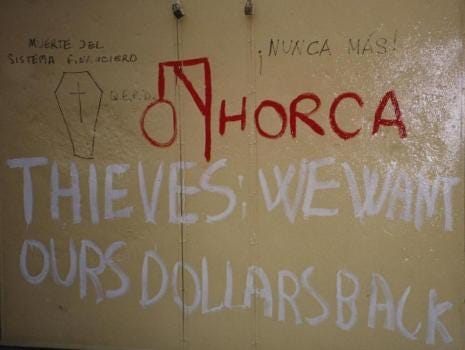 MUERTE DEL
SISTEMA FINANCIERO
¡NUNCA MÁS!
Q.E.P.D.
HORCA
THIEVES: WE WANT
OURS DOLLARS BACK